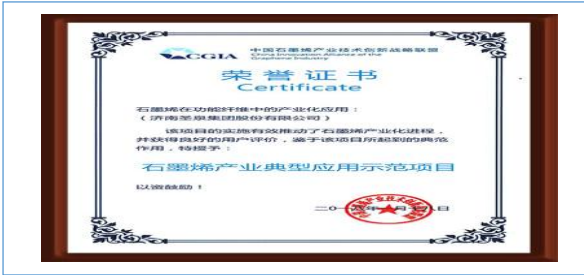 CGIA
中国石墨烯产业技术创新战略联盟
China Innovation Alliance of the
Graphene Industry
荣誉证书
Certificate
石墨烯在功能纤维中的产业化应用：
（济南圣泉集团股份有限公司）
该项目的实施有效推动了石墨烯产业化进程，
并获得良好的用户评价，鉴于该项目所起到的典范
作用，特授予：
石墨烯产业典型应用示范项目
以资鼓励！